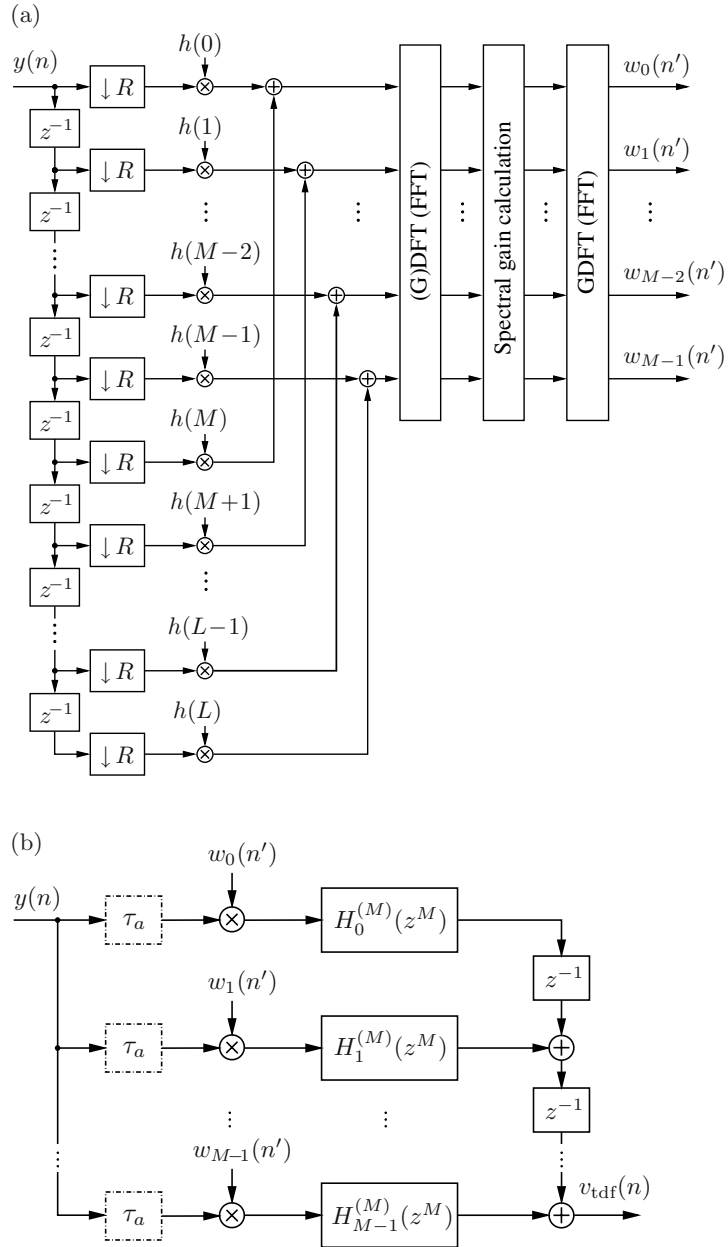 (a)
h(0)
y(n)
↓ R
w_0(n′)
z^{−1}
h(1)
↓ R
w_1(n′)
z^{−1}
h(M−2)
↓ R
w_{M−2}(n′)
z^{−1}
h(M−1)
↓ R
w_{M−1}(n′)
z^{−1}
h(M)
↓ R
z^{−1}
h(M+1)
↓ R
z^{−1}
h(L−1)
↓ R
z^{−1}
h(L)
↓ R
(G)DFT (FFT)
Spectral gain calculation
GDFT (FFT)
(b)
w_0(n′)
y(n)
τ_a
H_0^{(M)}(z^M)
z^{−1}
w_1(n′)
τ_a
H_1^{(M)}(z^M)
z^{−1}
w_{M−1}(n′)
τ_a
H_{M−1}^{(M)}(z^M)
v_{tdf}(n)